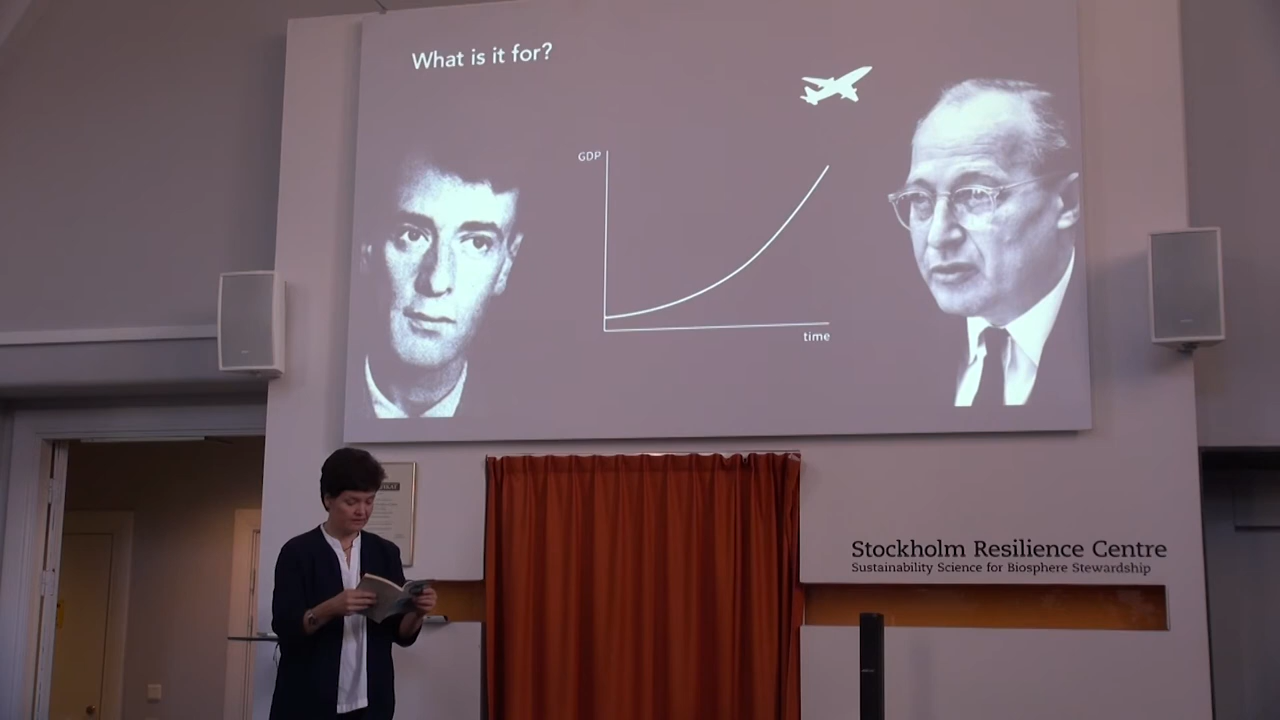 What is it for?
GDP
time
Stockholm Resilience Centre
Sustainability Science for Biosphere Stewardship